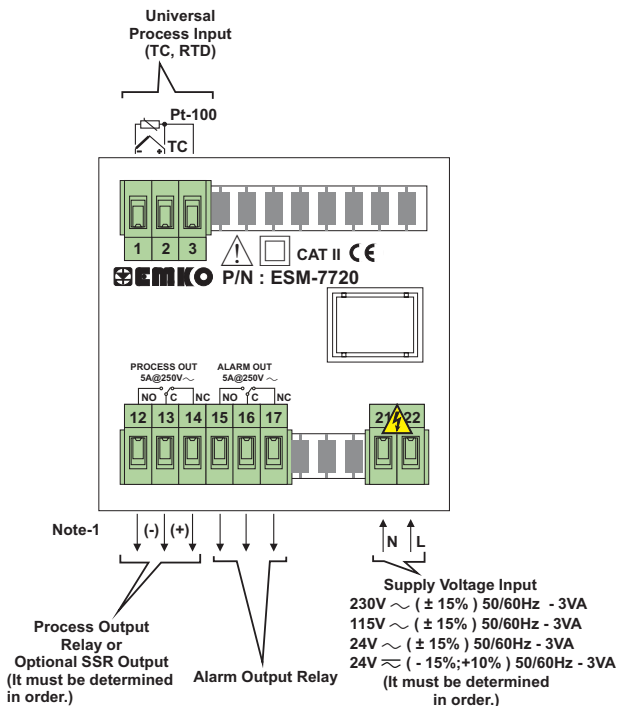 Universal
Process Input
(TC, RTD)
Pt-100
- + TC
1 2 3
CAT II CE
EMKO P/N : ESM-7720
PROCESS OUT ALARM OUT
5A@250V ~ 5A@250V ~
NO C NC NO C NC
12 13 14 15 16 17 21 22
Note-1 (-) (+) N L
Supply Voltage Input
230V ~ ( ± 15% ) 50/60Hz - 3VA
115V ~ ( ± 15% ) 50/60Hz - 3VA
24V ~ ( ± 15% ) 50/60Hz - 3VA
24V ⎓ ( - 15%;+10% ) 50/60Hz - 3VA
(It must be determined
in order.)
Process Output
Relay or
Optional SSR Output
(It must be determined
in order.)
Alarm Output Relay